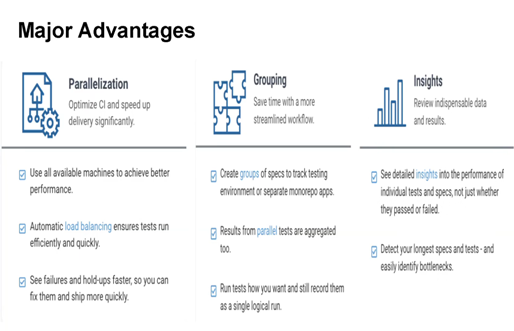 Major Advantages
Parallelization
Optimize CI and speed up
delivery significantly.
Use all available machines to achieve better
performance.
Automatic load balancing ensures tests run
efficiently and quickly.
See failures and hold-ups faster, so you can
fix them and ship more quickly.
Grouping
Save time with a more
streamlined workflow.
Create groups of specs to track testing
environment or separate monorepo apps.
Results from parallel tests are aggregated
too.
Run tests how you want and still record them
as a single logical run.
Insights
Review indispensable data
and results.
See detailed insights into the performance of
individual tests and specs, not just whether
they passed or failed.
Detect your longest specs and tests - and
easily identify bottlenecks.